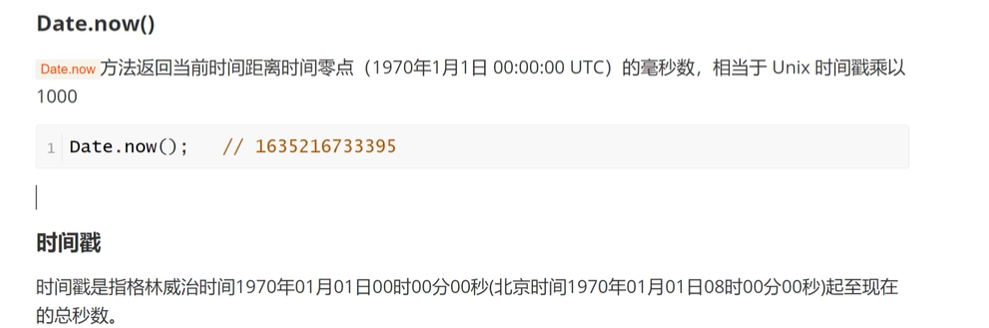 Date.now()
Date.now 方法返回当前时间距离时间零点（1970年1月1日 00:00:00 UTC）的毫秒数，相当于 Unix 时间戳乘以
1000
1 Date.now();   // 1635216733395
时间戳
时间戳是指格林威治时间1970年01月01日00时00分00秒(北京时间1970年01月01日08时00分00秒)起至现在
的总秒数。